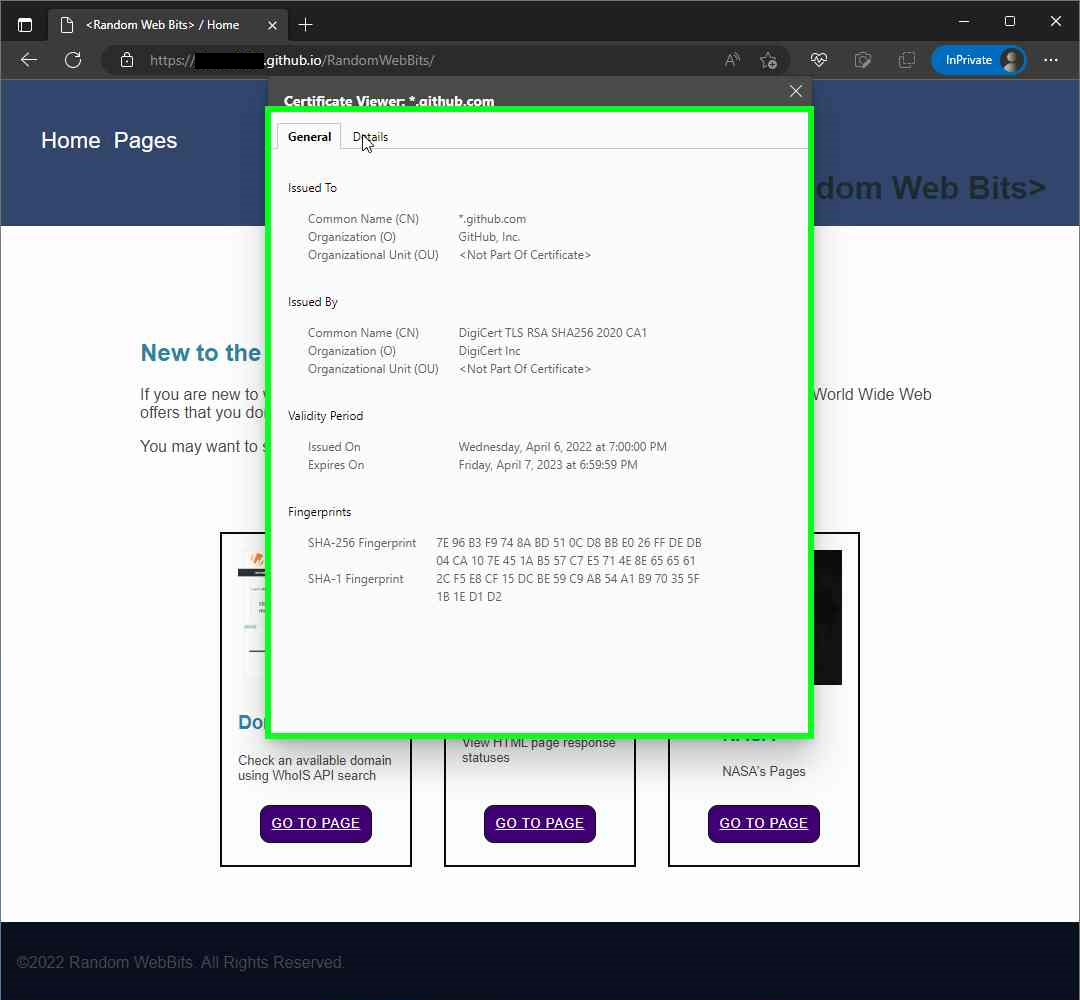 <Random Web Bits> / Home
https:// .github.io/RandomWebBits/
InPrivate
Certificate Viewer: *.github.com
Home Pages
dom Web Bits>
General Details
Issued To
Common Name (CN) *.github.com
Organization (O) GitHub, Inc.
Organizational Unit (OU) <Not Part Of Certificate>
Issued By
Common Name (CN) DigiCert TLS RSA SHA256 2020 CA1
Organization (O) DigiCert Inc
Organizational Unit (OU) <Not Part Of Certificate>
Validity Period
Issued On Wednesday, April 6, 2022 at 7:00:00 PM
Expires On Friday, April 7, 2023 at 6:59:59 PM
Fingerprints
SHA-256 Fingerprint 7E 96 B3 F9 74 8A BD 51 0C D8 BB E0 26 FF DE DB
04 CA 10 7E 45 1A B5 57 C7 E5 71 4E 8E 65 65 61
SHA-1 Fingerprint 2C F5 E8 CF 15 DC BE 59 C9 AB 54 A1 B9 70 35 5F
1B 1E D1 D2
New to the
If you are new to World Wide Web
offers that you do
You may want to
Do
Check an available domain
using WhoIS API search
GO TO PAGE
View HTML page response
statuses
GO TO PAGE
NASA's Pages
GO TO PAGE
©2022 Random WebBits. All Rights Reserved.